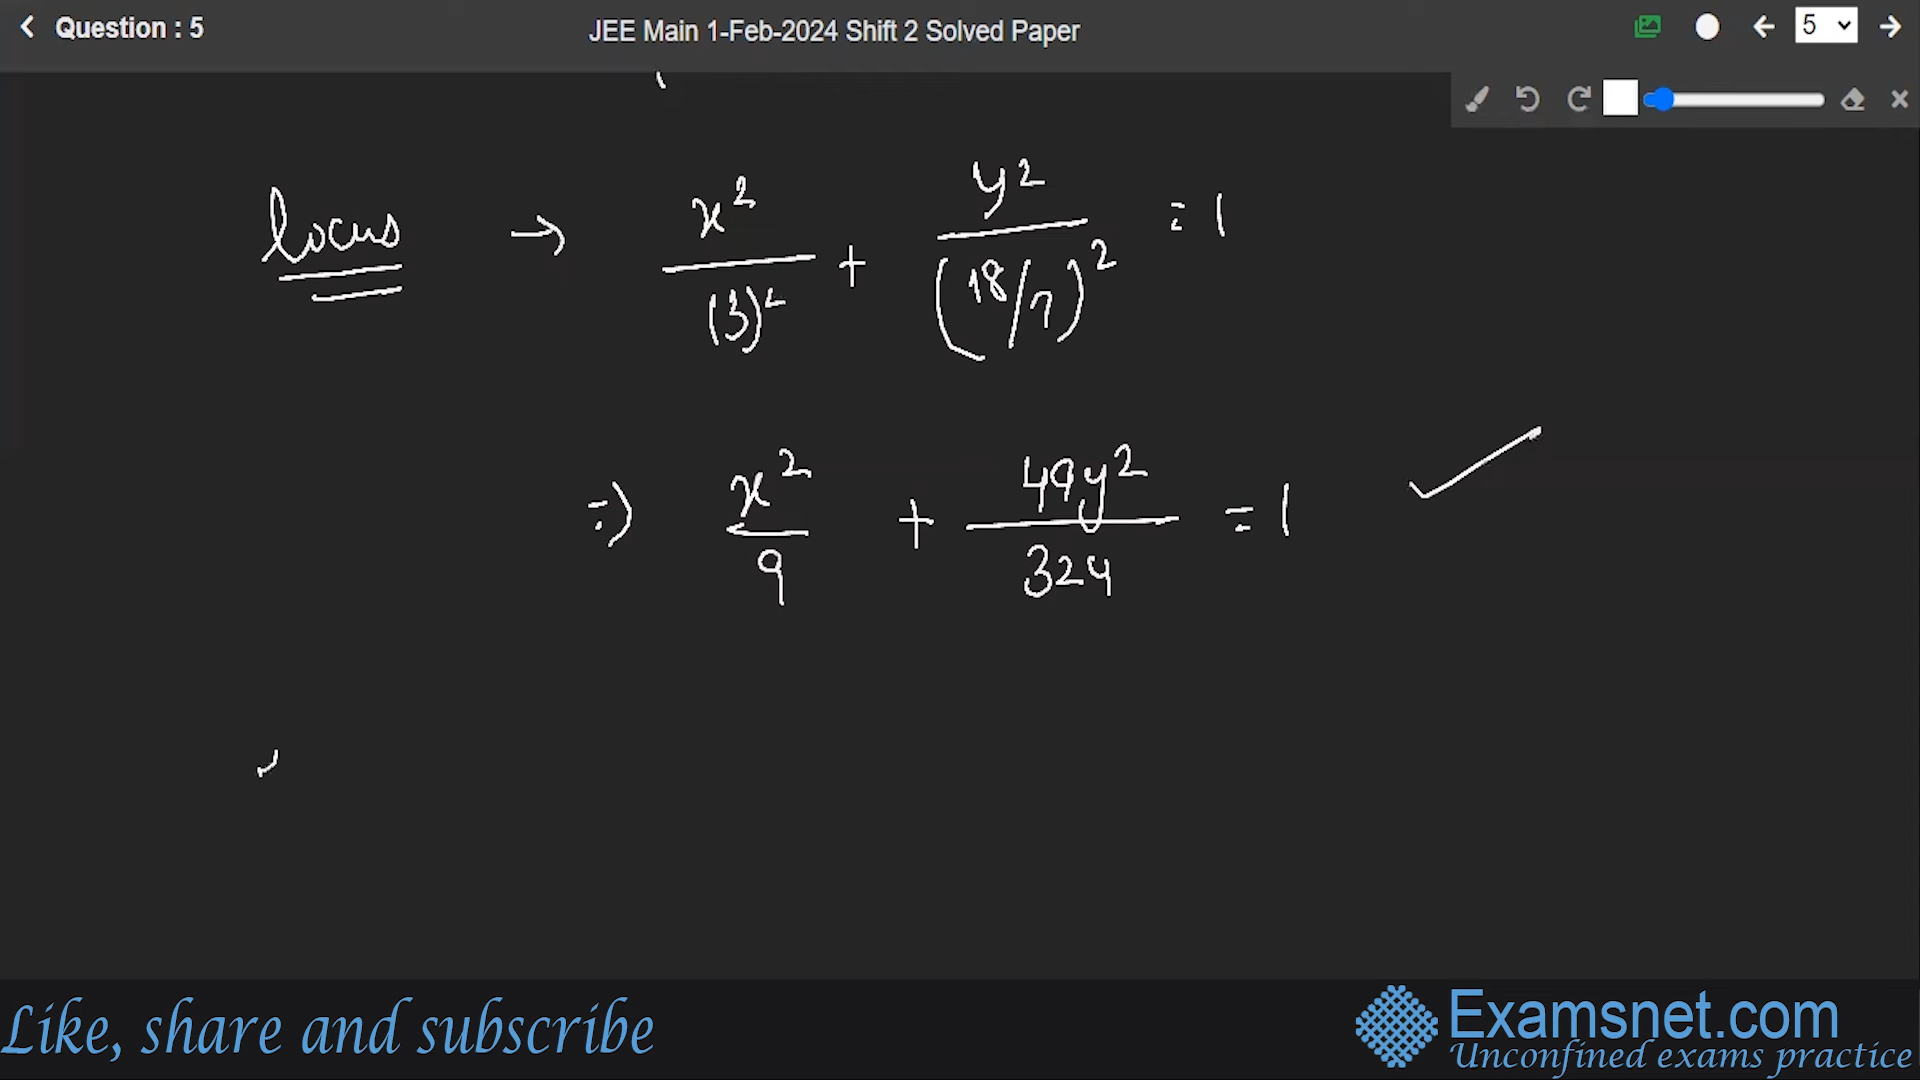 Question : 5
JEE Main 1-Feb-2024 Shift 2 Solved Paper
5
locus → x²/(3)² + y²/(18/7)² = 1
⇒ x²/9 + 49y²/324 = 1
Like, share and subscribe
Examsnet.com
Unconfined exams practice